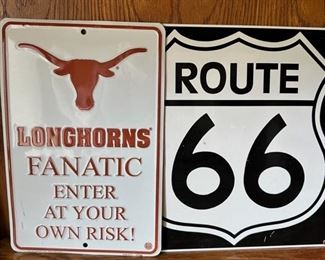 LONGHORNS
FANATIC
ENTER
AT YOUR
OWN RISK!
ROUTE
66